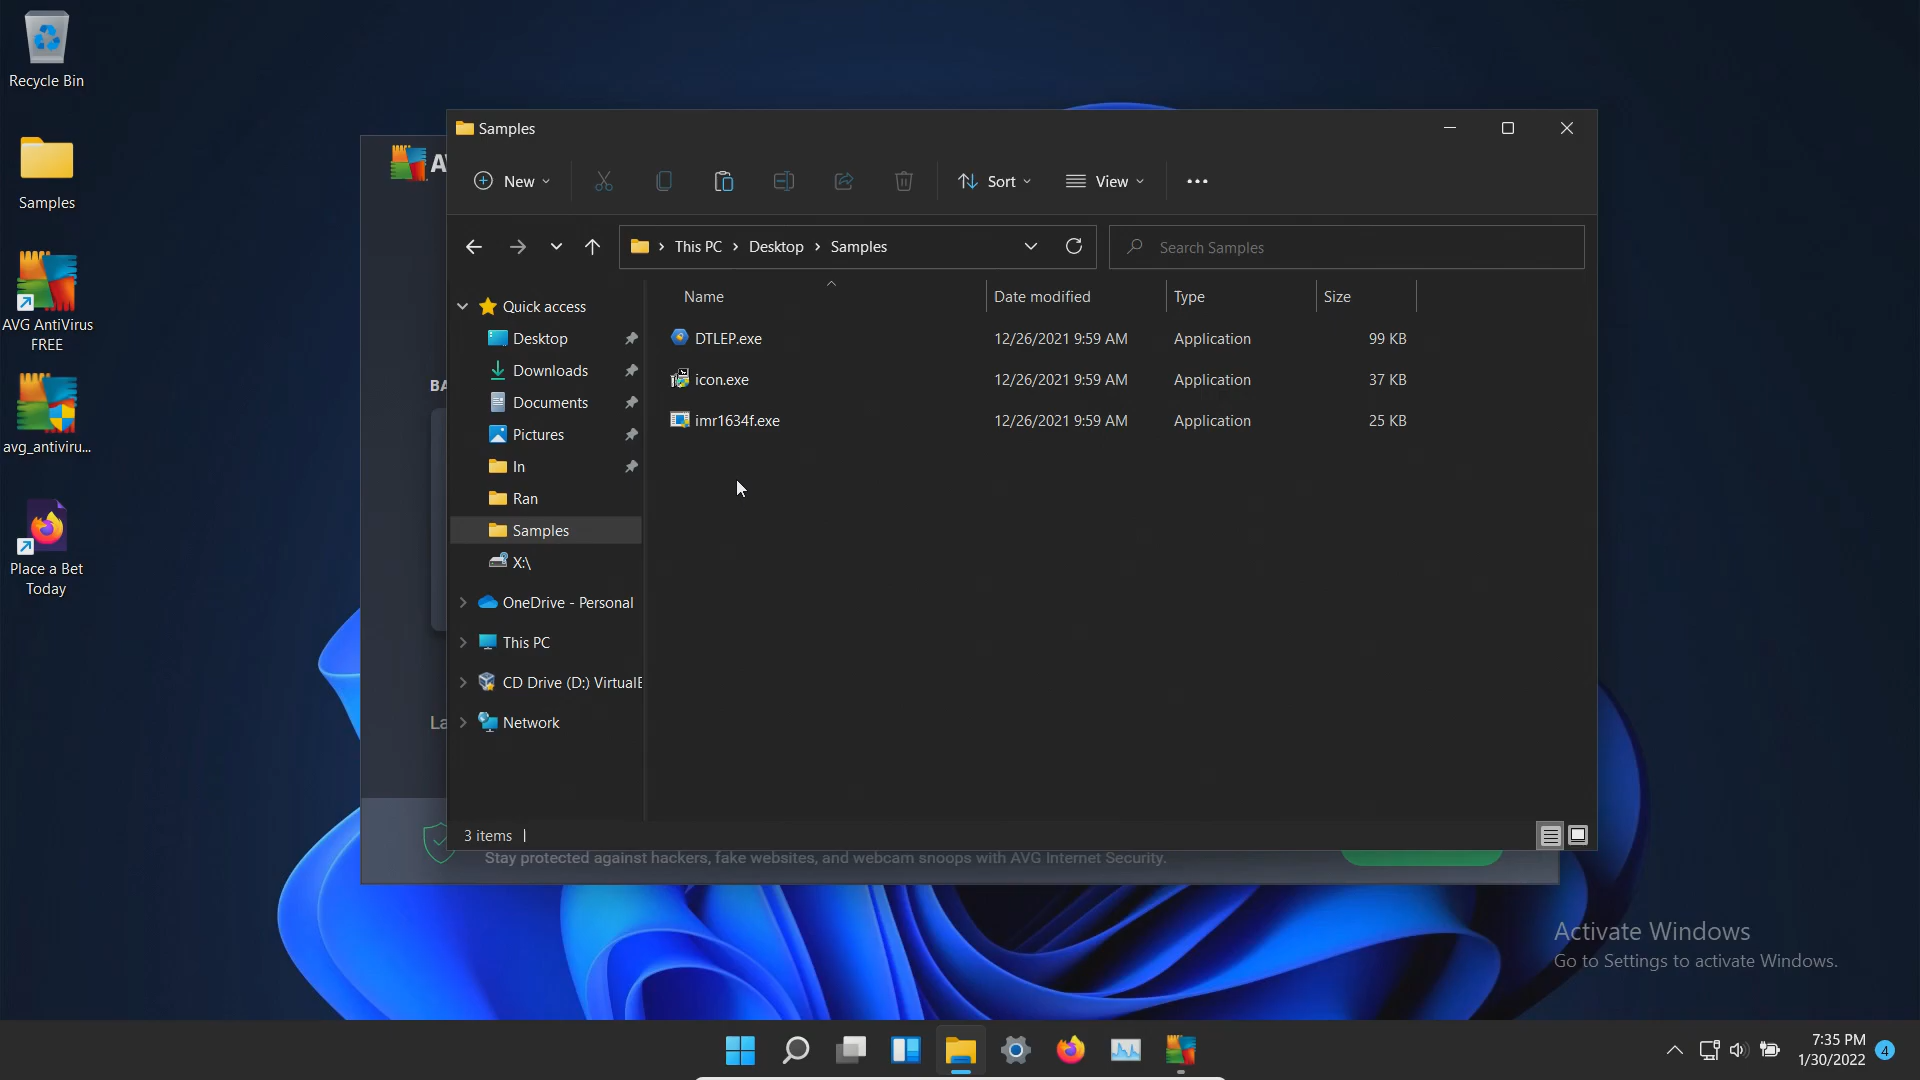 Recycle Bin
Samples
AVG AntiVirus
FREE
avg_antiviru...
Place a Bet
Today
Samples
New
Sort
View
This PC
Desktop
Samples
Search Samples
Quick access
Desktop
Downloads
Documents
Pictures
In
Ran
Samples
X:\
OneDrive - Personal
This PC
CD Drive (D:) Virtual
Network
Name
Date modified
Type
Size
DTLEP.exe
12/26/2021 9:59 AM
Application
99 KB
icon.exe
12/26/2021 9:59 AM
Application
37 KB
imr1634f.exe
12/26/2021 9:59 AM
Application
25 KB
3 items
Stay protected against hackers, fake websites, and webcam snoops with AVG Internet Security.
Activate Windows
Go to Settings to activate Windows.
7:35 PM
1/30/2022
4